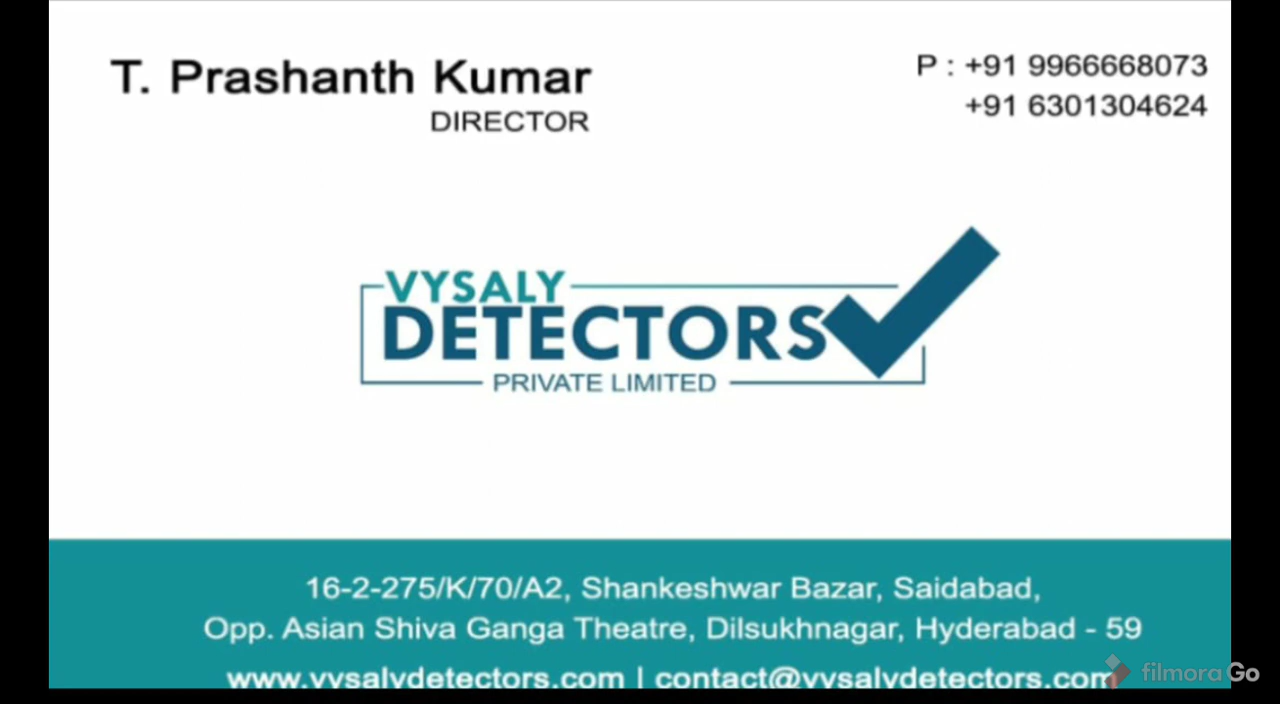 T. Prashanth Kumar
DIRECTOR
P : +91 9966668073
+91 6301304624
VYSALY
DETECTORS
PRIVATE LIMITED
16-2-275/K/70/A2, Shankeshwar Bazar, Saidabad,
Opp. Asian Shiva Ganga Theatre, Dilsukhnagar, Hyderabad - 59
www.vysalydetectors.com | contact@vysalydetectors.com
filmora Go